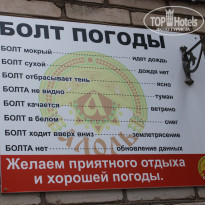 TopHotels
БОЛТ ПОГОДЫ
БОЛТ мокрый идет дождь
БОЛТ сухой дождя нет
БОЛТ отбрасывает тень ясно
БОЛТА не видно туман
БОЛТ качается ветрено
БОЛТ в белом снег
БОЛТ ходит вверх вниз землетрясение
БОЛТА нет обновление данных
Желаем приятного отдыха
и хорошей погоды.